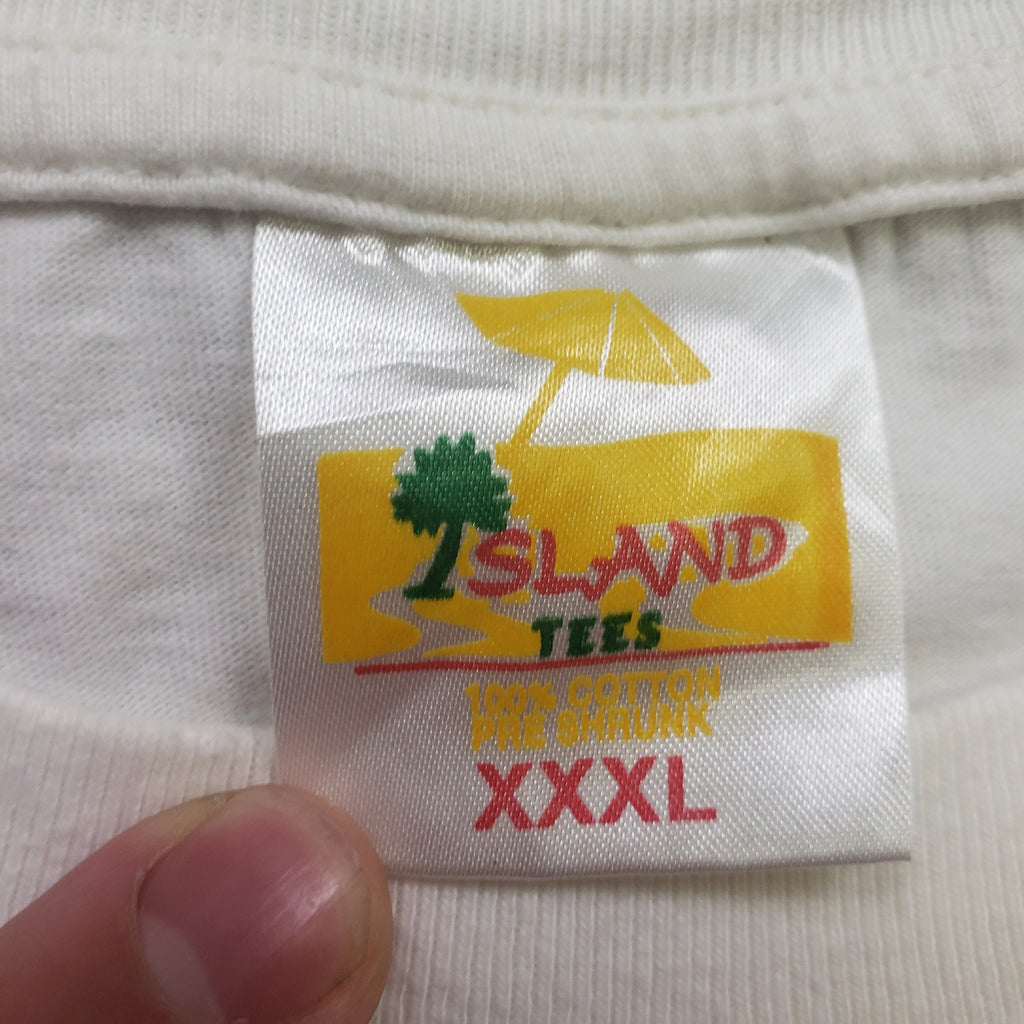 ISLAND
TEES
100% COTTON
PRE SHRUNK
XXXL